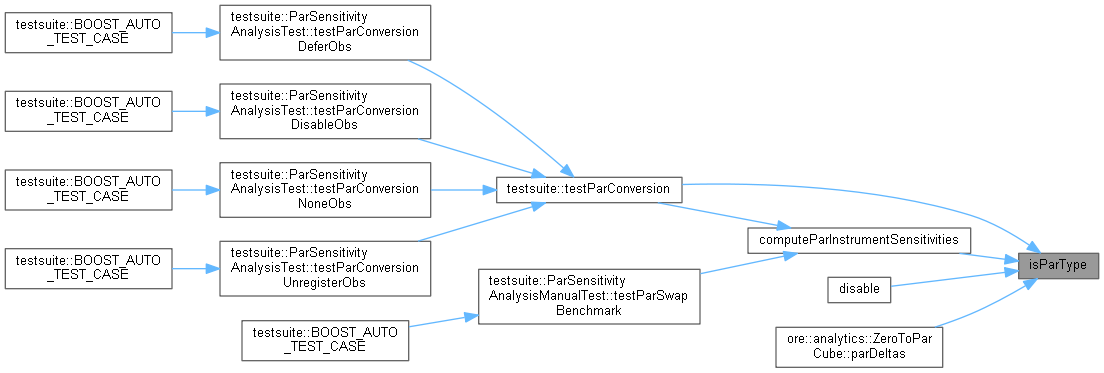 testsuite::BOOST_AUTO
_TEST_CASE
testsuite::ParSensitivity
AnalysisTest::testParConversion
DeferObs
testsuite::BOOST_AUTO
_TEST_CASE
testsuite::ParSensitivity
AnalysisTest::testParConversion
DisableObs
testsuite::BOOST_AUTO
_TEST_CASE
testsuite::ParSensitivity
AnalysisTest::testParConversion
NoneObs
testsuite::BOOST_AUTO
_TEST_CASE
testsuite::ParSensitivity
AnalysisTest::testParConversion
UnregisterObs
testsuite::testParConversion
computeParInstrumentSensitivities
isParType
disable
testsuite::ParSensitivity
AnalysisManualTest::testParSwap
Benchmark
testsuite::BOOST_AUTO
_TEST_CASE
ore::analytics::ZeroToPar
Cube::parDeltas